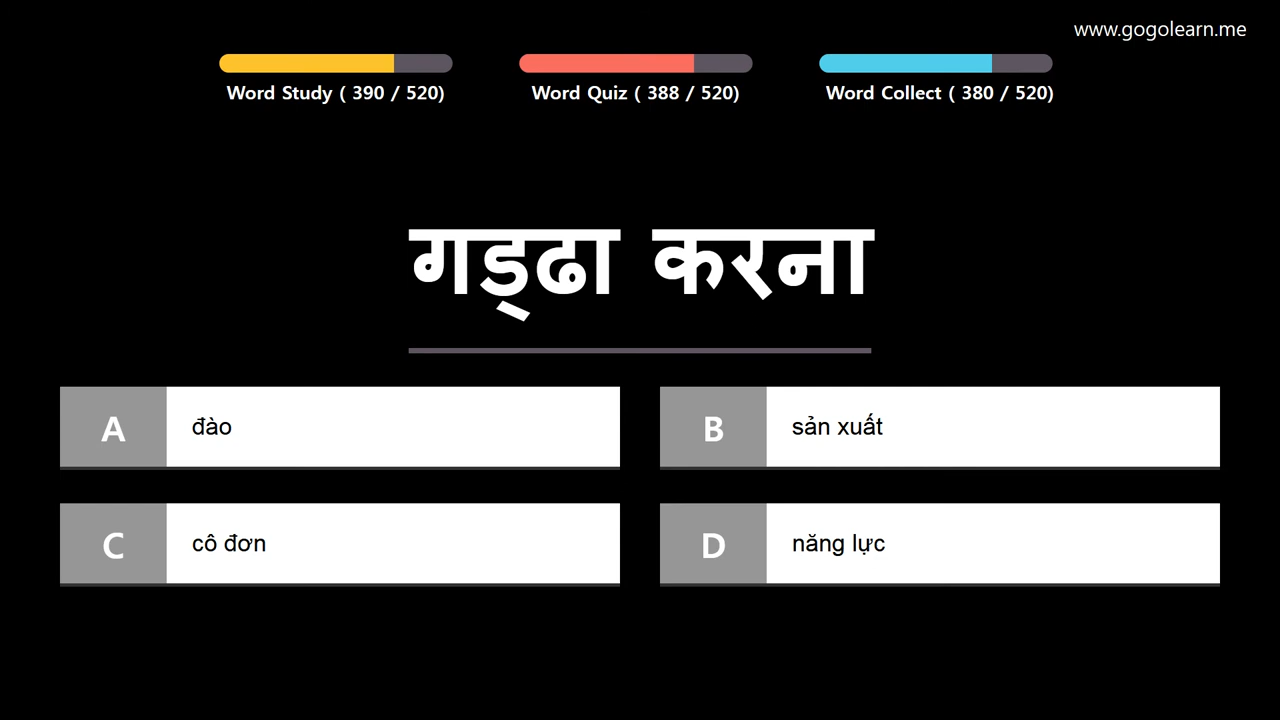 www.gogolearn.me
Word Study ( 390 / 520)
Word Quiz ( 388 / 520)
Word Collect ( 380 / 520)
गड्ढा करना
A
đào
B
sản xuất
C
cô đơn
D
năng lực